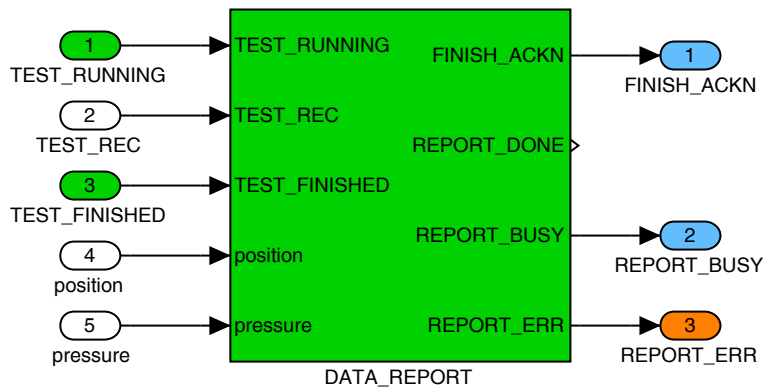 1
TEST_RUNNING
2
TEST_REC
3
TEST_FINISHED
4
position
5
pressure
TEST_RUNNING
TEST_REC
TEST_FINISHED
position
pressure
FINISH_ACKN
REPORT_DONE
REPORT_BUSY
REPORT_ERR
DATA_REPORT
1
FINISH_ACKN
2
REPORT_BUSY
3
REPORT_ERR